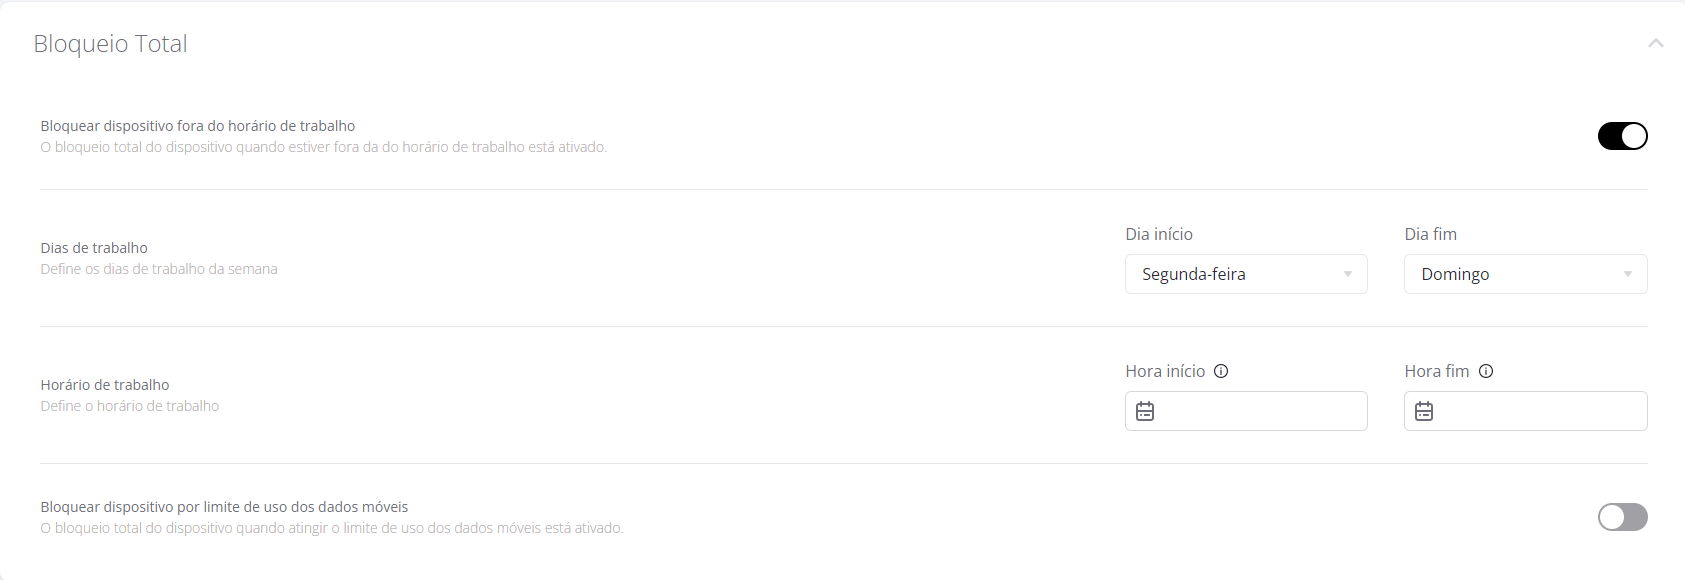 Bloqueio Total
Bloquear dispositivo fora do horário de trabalho
O bloqueio total do dispositivo quando estiver fora da do horário de trabalho está ativado.
Dias de trabalho
Define os dias de trabalho da semana
Dia início
Dia fim
Segunda-feira
Domingo
Horário de trabalho
Define o horário de trabalho
Hora início
Hora fim
Bloquear dispositivo por limite de uso dos dados móveis
O bloqueio total do dispositivo quando atingir o limite de uso dos dados móveis está ativado.